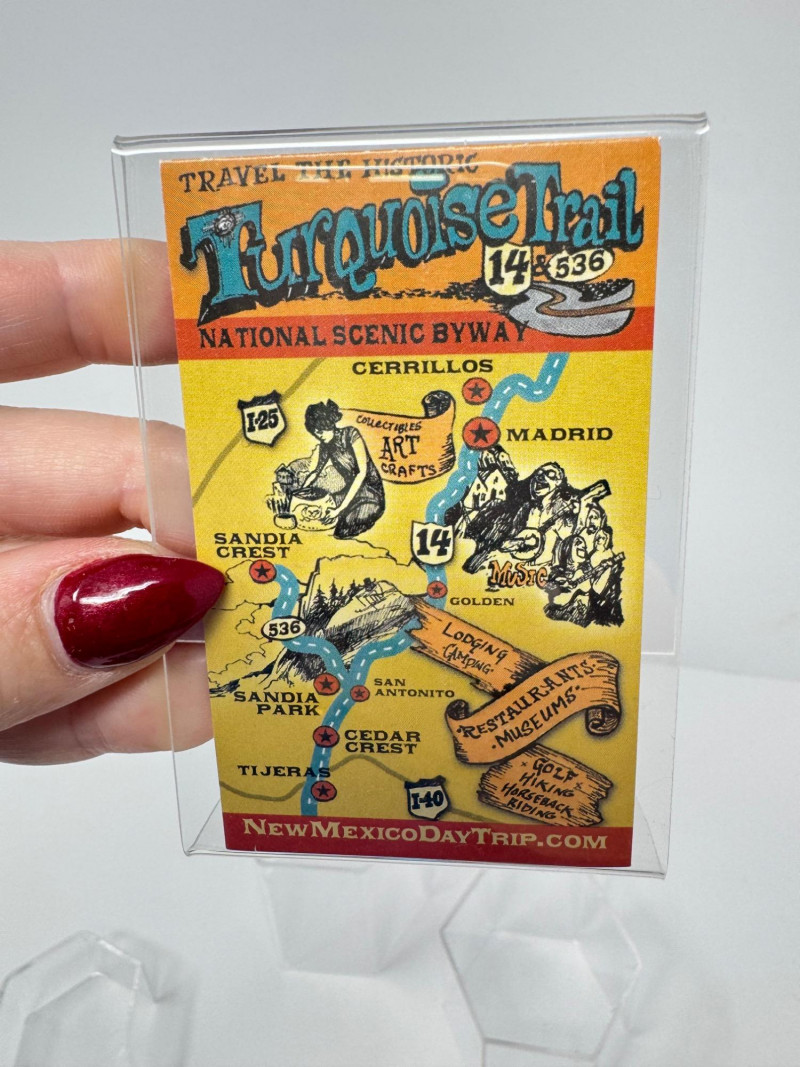 TRAVEL THE HISTORIC
Turquoise Trail
14 & 536
NATIONAL SCENIC BYWAY
CERRILLOS
I-25
COLLECTIBLES
ART
CRAFTS
MADRID
SANDIA
CREST
14
MUSIC
GOLDEN
536
LODGING
CAMPING
SANDIA
PARK
SAN
ANTONITO
RESTAURANTS
MUSEUMS
CEDAR
CREST
GOLF
HIKING
HORSEBACK
RIDING
TIJERAS
I-40
NEWMEXICODAYTRIP.COM